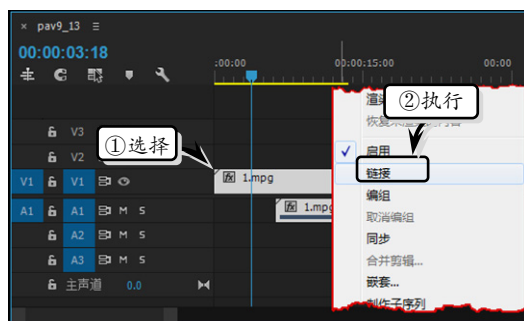 × pav9_13 ≡
00:00:03:18
:00:00
00:00:15:00
00:00
V3
V2
V1 V1
A1 A1 M S
A2 M S
A3 M S
主声道 0.0
fx 1.mpg
fx 1.mpg
①选择
②执行
启用
链接
编组
取消编组
同步
合并剪辑...
嵌套...
制作子序列